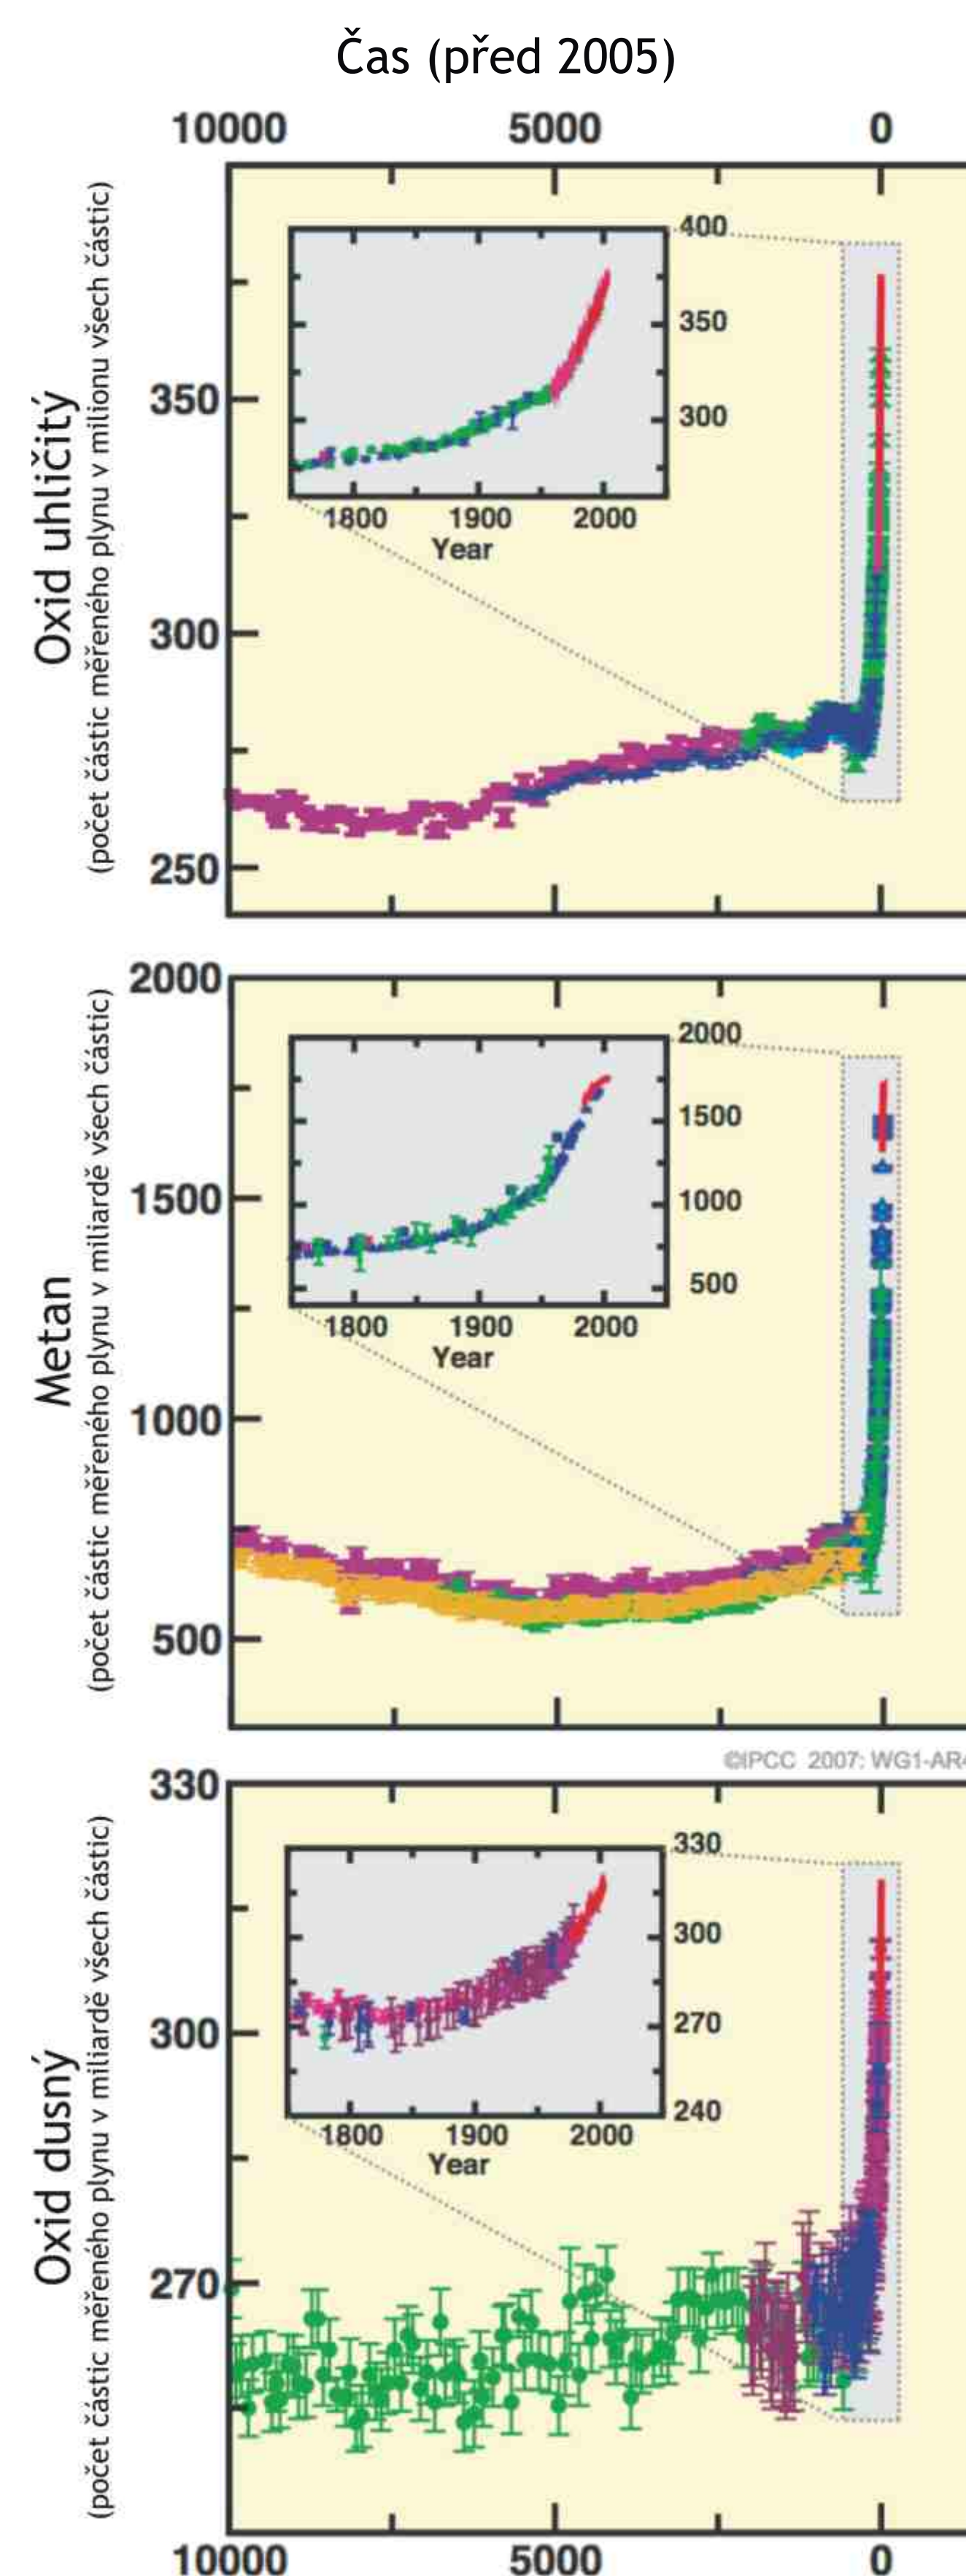 Čas (před 2005)
10000 5000 0
Oxid uhličitý
(počet částic měřeného plynu v milionu všech částic)
350
300
250
400
350
300
1800 1900 2000
Year
Metan
(počet částic měřeného plynu v miliardě všech částic)
2000
1500
1000
500
2000
1500
1000
500
1800 1900 2000
Year
©IPCC 2007: WG1-AR4
Oxid dusný
(počet částic měřeného plynu v miliardě všech částic)
330
300
270
330
300
270
240
1800 1900 2000
Year
10000 5000 0